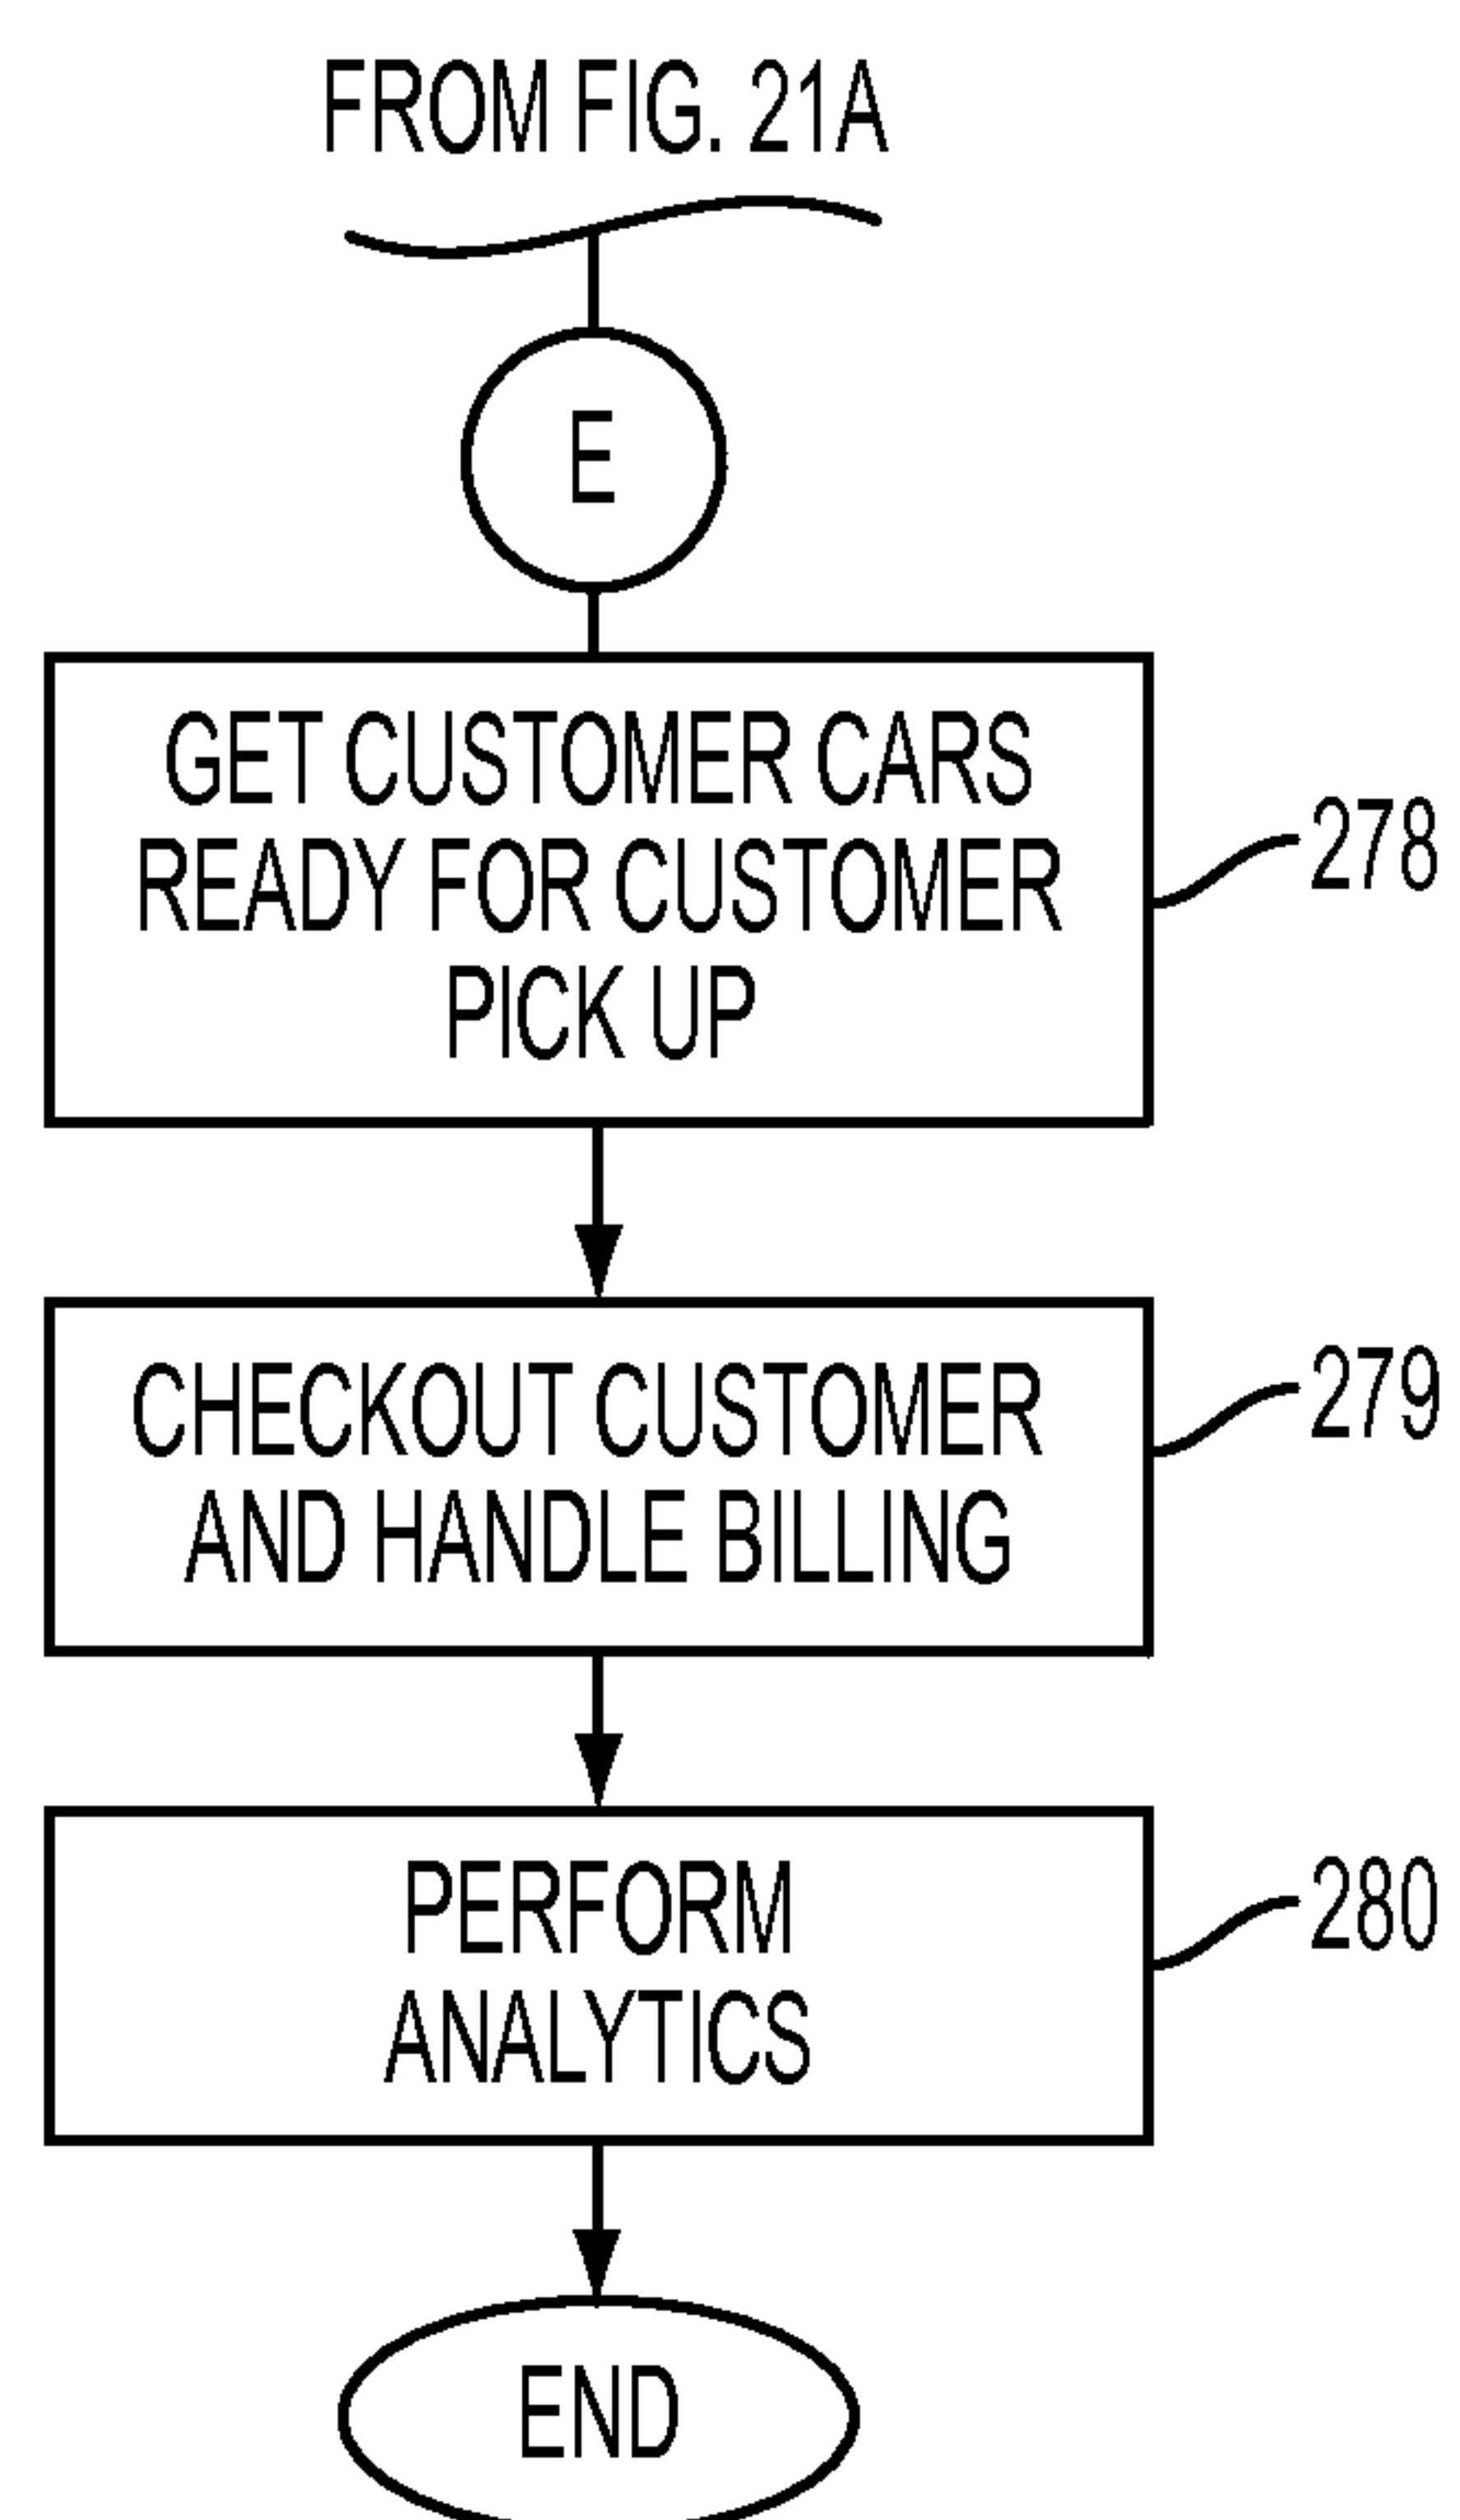 FROM FIG. 21A
E
GET CUSTOMER CARS
READY FOR CUSTOMER
PICK UP
278
CHECKOUT CUSTOMER
AND HANDLE BILLING
279
PERFORM
ANALYTICS
280
END